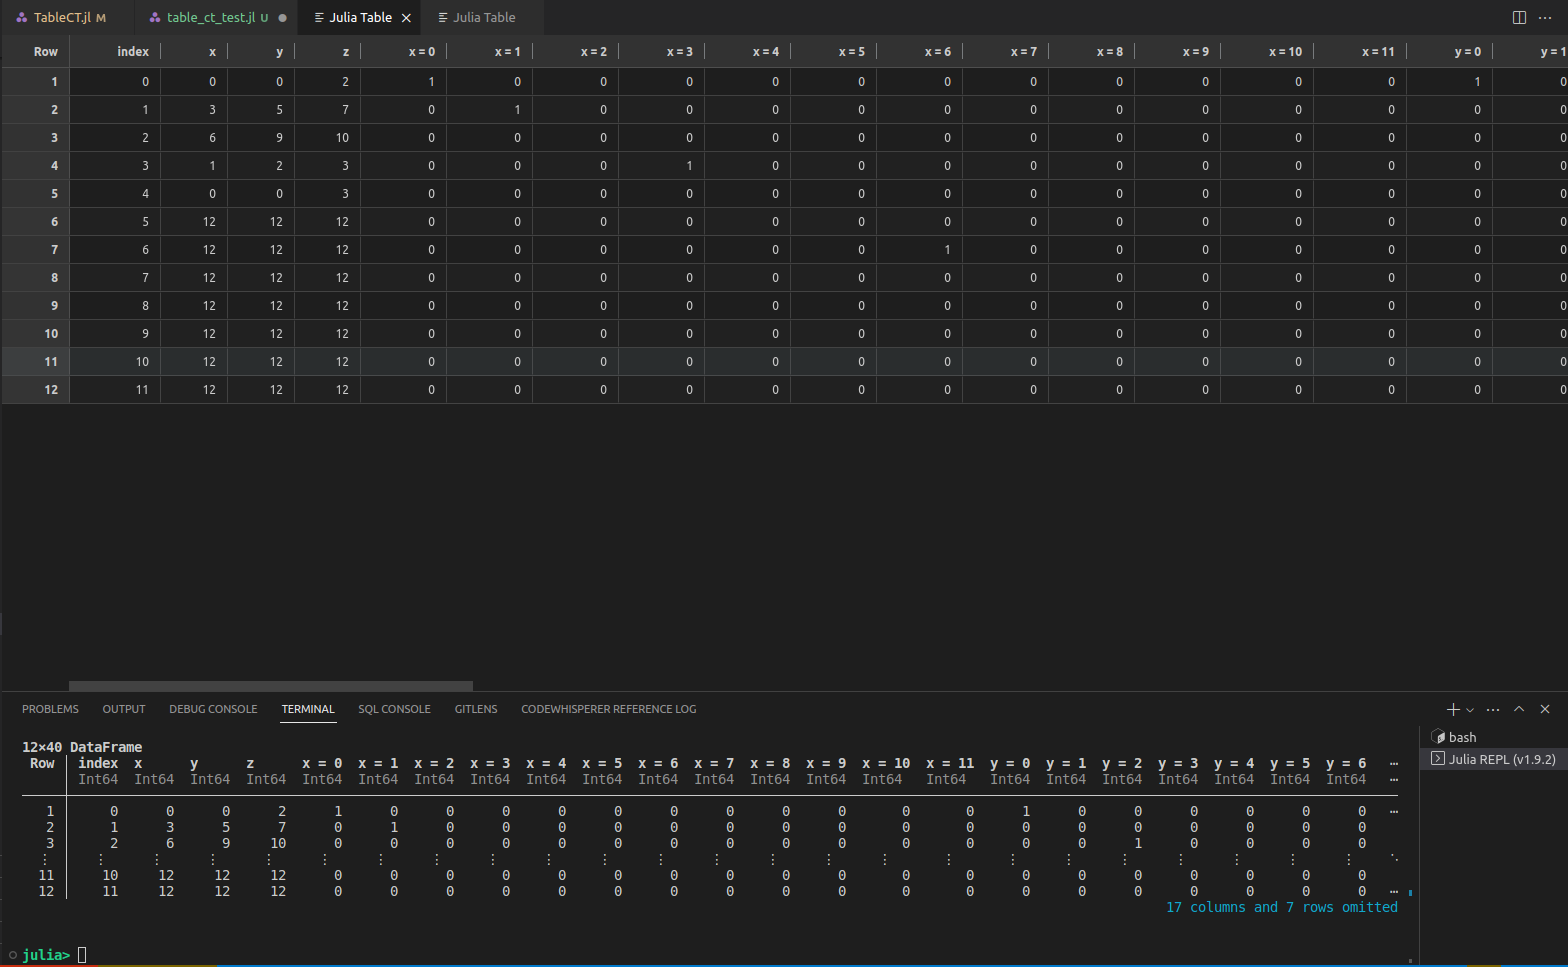 TableCT.jl M table_ct_test.jl U Julia Table Julia Table
Row index x y z x = 0 x = 1 x = 2 x = 3 x = 4 x = 5 x = 6 x = 7 x = 8 x = 9 x = 10 x = 11 y = 0 y = 1
1 0 0 0 2 1 0 0 0 0 0 0 0 0 0 0 0 1 0
2 1 3 5 7 0 1 0 0 0 0 0 0 0 0 0 0 0 0
3 2 6 9 10 0 0 0 0 0 0 0 0 0 0 0 0 0 0
4 3 1 2 3 0 0 0 1 0 0 0 0 0 0 0 0 0 0
5 4 0 0 3 0 0 0 0 0 0 0 0 0 0 0 0 0 0
6 5 12 12 12 0 0 0 0 0 0 0 0 0 0 0 0 0 0
7 6 12 12 12 0 0 0 0 0 0 1 0 0 0 0 0 0 0
8 7 12 12 12 0 0 0 0 0 0 0 0 0 0 0 0 0 0
9 8 12 12 12 0 0 0 0 0 0 0 0 0 0 0 0 0 0
10 9 12 12 12 0 0 0 0 0 0 0 0 0 0 0 0 0 0
11 10 12 12 12 0 0 0 0 0 0 0 0 0 0 0 0 0 0
12 11 12 12 12 0 0 0 0 0 0 0 0 0 0 0 0 0 0
PROBLEMS OUTPUT DEBUG CONSOLE TERMINAL SQL CONSOLE GITLENS CODEWHISPERER REFERENCE LOG
bash
Julia REPL (v1.9.2)
12×40 DataFrame
Row index x y z x = 0 x = 1 x = 2 x = 3 x = 4 x = 5 x = 6 x = 7 x = 8 x = 9 x = 10 x = 11 y = 0 y = 1 y = 2 y = 3 y = 4 y = 5 y = 6 ⋯
Int64 Int64 Int64 Int64 Int64 Int64 Int64 Int64 Int64 Int64 Int64 Int64 Int64 Int64 Int64 Int64 Int64 Int64 Int64 Int64 Int64 Int64 Int64 ⋯
1 0 0 0 2 1 0 0 0 0 0 0 0 0 0 0 0 1 0 0 0 0 0 0 ⋯
2 1 3 5 7 0 1 0 0 0 0 0 0 0 0 0 0 0 0 0 0 0 0 0
3 2 6 9 10 0 0 0 0 0 0 0 0 0 0 0 0 0 0 1 0 0 0 0
⋮ ⋮ ⋮ ⋮ ⋮ ⋮ ⋮ ⋮ ⋮ ⋮ ⋮ ⋮ ⋮ ⋮ ⋮ ⋮ ⋮ ⋮ ⋮ ⋮ ⋮ ⋮ ⋮ ⋮ ⋱
11 10 12 12 12 0 0 0 0 0 0 0 0 0 0 0 0 0 0 0 0 0 0 0
12 11 12 12 12 0 0 0 0 0 0 0 0 0 0 0 0 0 0 0 0 0 0 0 ⋯
17 columns and 7 rows omitted
julia>